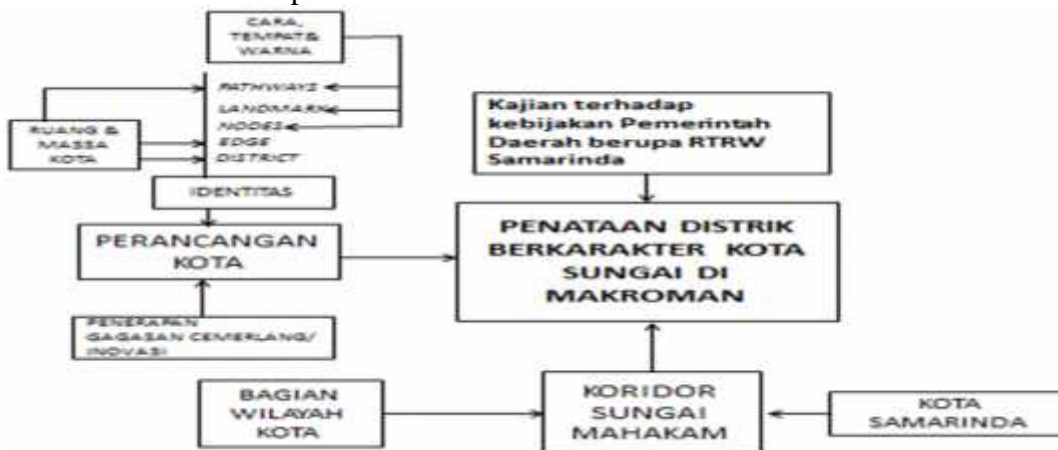 CARA,
TEMPAT&
WARNA
PATHWAYS
LANDMARK
NODES
EDGE
DISTRICT
RUANG &
MASSA
KOTA
IDENTITAS
PERANCANGAN
KOTA
PENERAPAN
GAGASAN CEMERLANG/
INOVASI
Kajian terhadap
kebijakan Pemerintah
Daerah berupa RTRW
Samarinda
PENATAAN DISTRIK
BERKARAKTER KOTA
SUNGAI DI
MAKROMAN
BAGIAN
WILAYAH
KOTA
KORIDOR
SUNGAI
MAHAKAM
KOTA
SAMARINDA